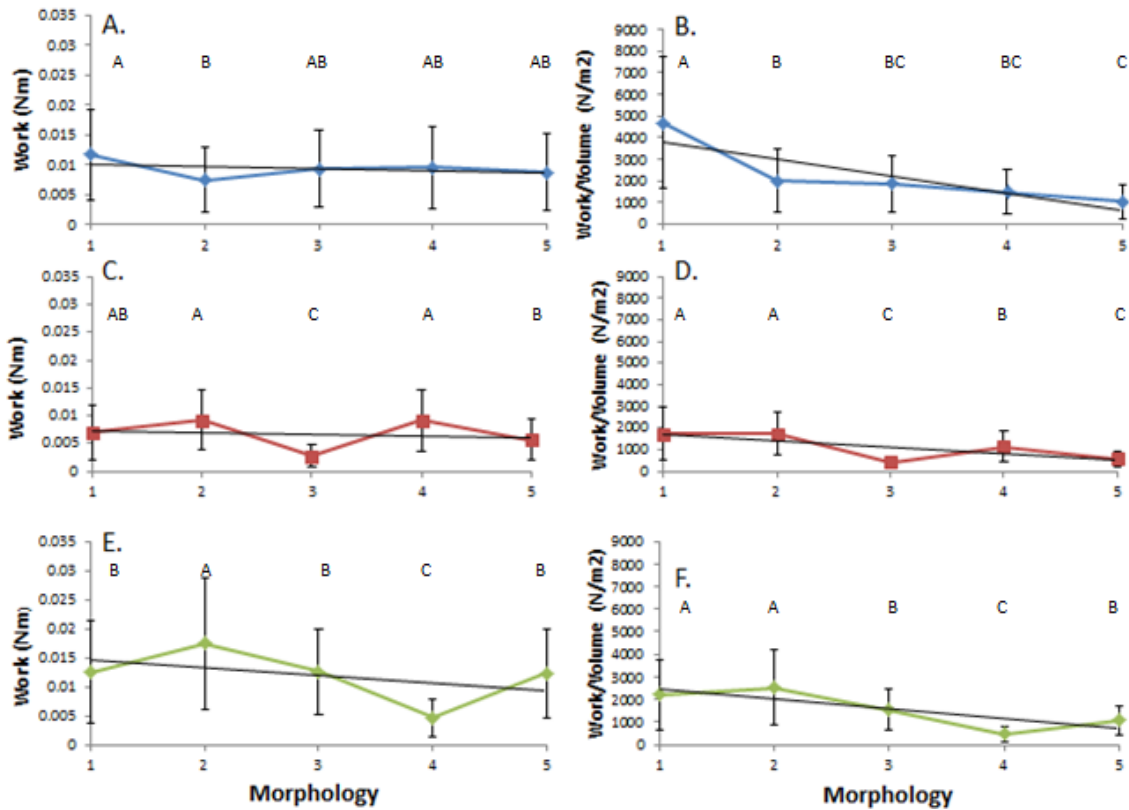 A.
Work (Nm)
0.035
0.03
0.025
0.02
0.015
0.01
0.005
0
A B AB AB AB
1 2 3 4 5
B.
Work/Volume (N/m2)
9000
8000
7000
6000
5000
4000
3000
2000
1000
0
A B BC BC C
1 2 3 4 5
C.
Work (Nm)
0.035
0.03
0.025
0.02
0.015
0.01
0.005
0
AB A C A B
1 2 3 4 5
D.
Work/Volume (N/m2)
9000
8000
7000
6000
5000
4000
3000
2000
1000
0
A A C B C
1 2 3 4 5
E.
Work (Nm)
0.035
0.03
0.025
0.02
0.015
0.01
0.005
0
B A B C B
1 2 3 4 5
Morphology
F.
Work/Volume (N/m2)
9000
8000
7000
6000
5000
4000
3000
2000
1000
0
A A B C B
1 2 3 4 5
Morphology